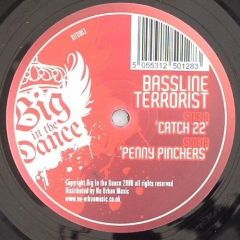 5 055312 501283
BASSLINE
TERRORIST
'CATCH 22'
'PENNY PINCHERS'
Big
in the
Dance
Copyright Big In the Dance 2008 all rights reserved
Distributed by Nu Urban Music
www.nu-urbanmusic.co.uk